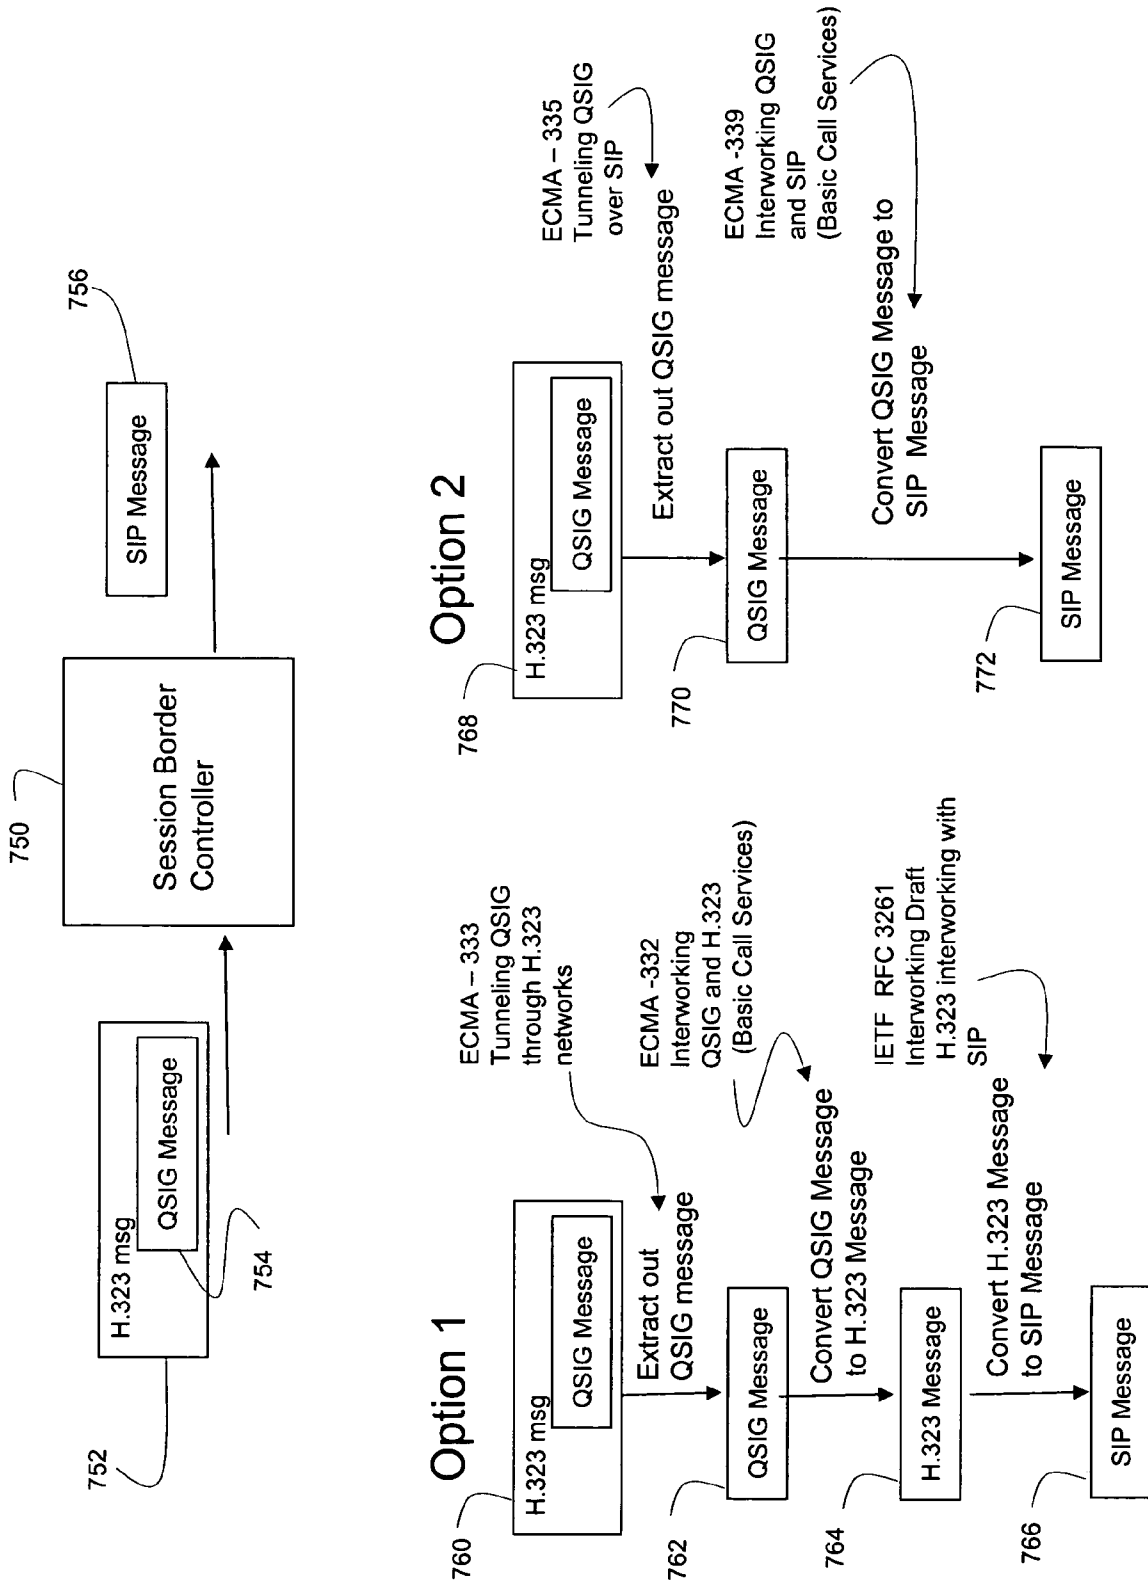 750
756
752
H.323 msg
QSIG Message
754
Session Border
Controller
SIP Message
Option 1
760
H.323 msg
QSIG Message
Extract out
QSIG message
ECMA – 333
Tunneling QSIG
through H.323
networks
762
QSIG Message
Convert QSIG Message
to H.323 Message
ECMA -332
Interworking
QSIG and H.323
(Basic Call Services)
764
H.323 Message
Convert H.323 Message
to SIP Message
IETF RFC 3261
Interworking Draft
H.323 interworking with
SIP
766
SIP Message
Option 2
768
H.323 msg
QSIG Message
Extract out QSIG message
ECMA – 335
Tunneling QSIG
over SIP
770
QSIG Message
Convert QSIG Message to
SIP Message
ECMA -339
Interworking QSIG
and SIP
(Basic Call Services)
772
SIP Message